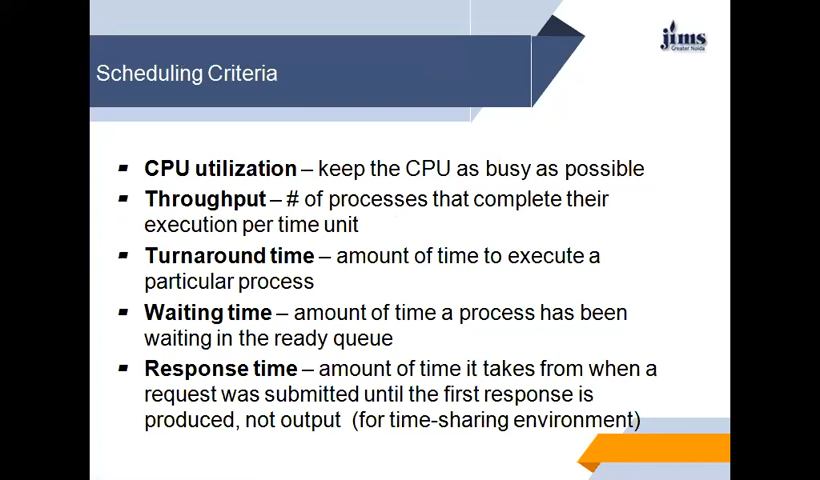 jims
Greater Noida
Scheduling Criteria
CPU utilization – keep the CPU as busy as possible
Throughput – # of processes that complete their
execution per time unit
Turnaround time – amount of time to execute a
particular process
Waiting time – amount of time a process has been
waiting in the ready queue
Response time – amount of time it takes from when a
request was submitted until the first response is
produced, not output (for time-sharing environment)